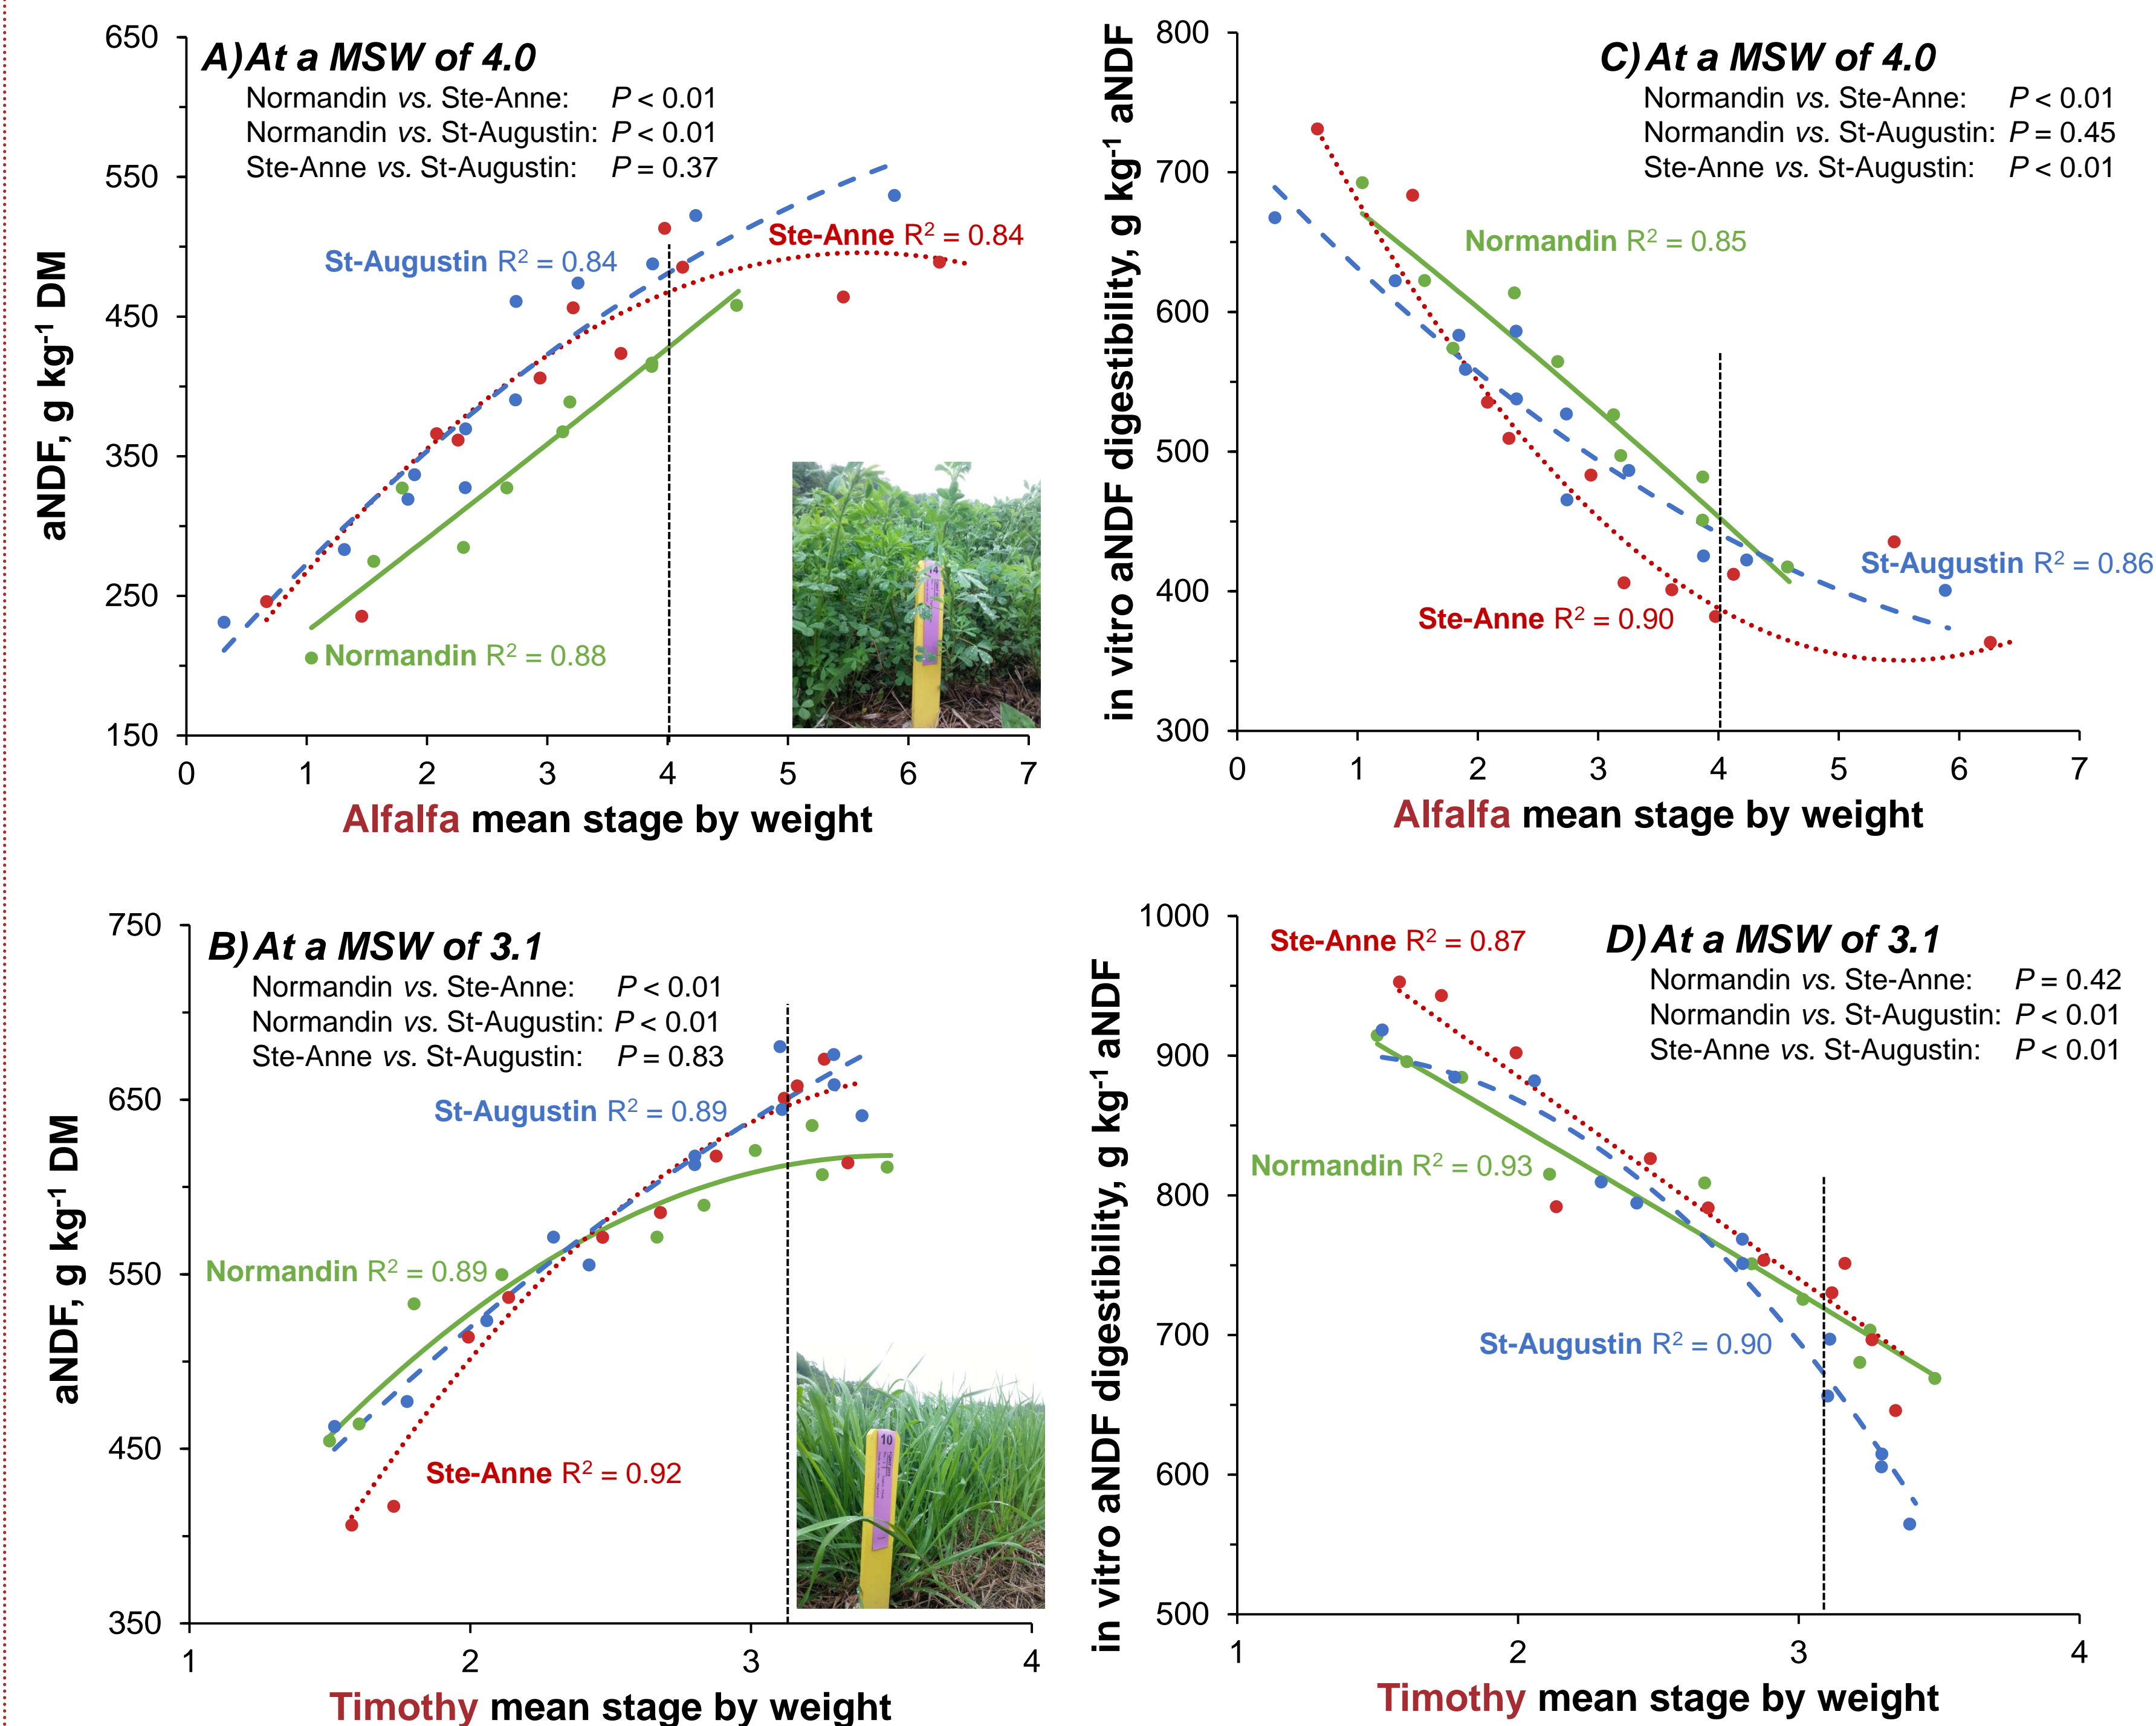 A) At a MSW of 4.0
Normandin vs. Ste-Anne: P < 0.01
Normandin vs. St-Augustin: P < 0.01
Ste-Anne vs. St-Augustin: P = 0.37
650
550
450
350
250
150
aNDF, g kg-1 DM
St-Augustin R2 = 0.84
Ste-Anne R2 = 0.84
Normandin R2 = 0.88
14
0 1 2 3 4 5 6 7
Alfalfa mean stage by weight
C) At a MSW of 4.0
Normandin vs. Ste-Anne: P < 0.01
Normandin vs. St-Augustin: P = 0.45
Ste-Anne vs. St-Augustin: P < 0.01
800
700
600
500
400
300
in vitro aNDF digestibility, g kg-1 aNDF
Normandin R2 = 0.85
St-Augustin R2 = 0.86
Ste-Anne R2 = 0.90
0 1 2 3 4 5 6 7
Alfalfa mean stage by weight
B) At a MSW of 3.1
Normandin vs. Ste-Anne: P < 0.01
Normandin vs. St-Augustin: P < 0.01
Ste-Anne vs. St-Augustin: P = 0.83
750
650
550
450
350
aNDF, g kg-1 DM
St-Augustin R2 = 0.89
Normandin R2 = 0.89
Ste-Anne R2 = 0.92
10
1 2 3 4
Timothy mean stage by weight
D) At a MSW of 3.1
Normandin vs. Ste-Anne: P = 0.42
Normandin vs. St-Augustin: P < 0.01
Ste-Anne vs. St-Augustin: P < 0.01
1000
900
800
700
600
500
in vitro aNDF digestibility, g kg-1 aNDF
Ste-Anne R2 = 0.87
Normandin R2 = 0.93
St-Augustin R2 = 0.90
1 2 3 4
Timothy mean stage by weight